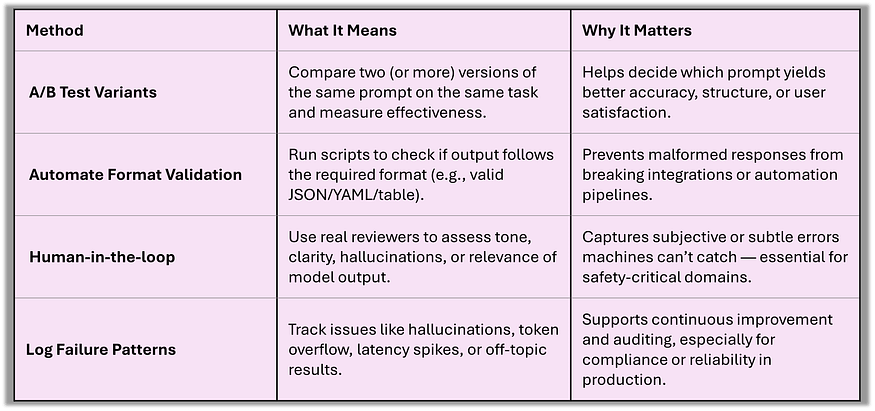 Method
What It Means
Why It Matters
A/B Test Variants
Compare two (or more) versions of
the same prompt on the same task
and measure effectiveness.
Helps decide which prompt yields
better accuracy, structure, or user
satisfaction.
Automate Format Validation
Run scripts to check if output follows
the required format (e.g., valid
JSON/YAML/table).
Prevents malformed responses from
breaking integrations or automation
pipelines.
Human-in-the-loop
Use real reviewers to assess tone,
clarity, hallucinations, or relevance of
model output.
Captures subjective or subtle errors
machines can’t catch — essential for
safety-critical domains.
Log Failure Patterns
Track issues like hallucinations, token
overflow, latency spikes, or off-topic
results.
Supports continuous improvement
and auditing, especially for
compliance or reliability in
production.